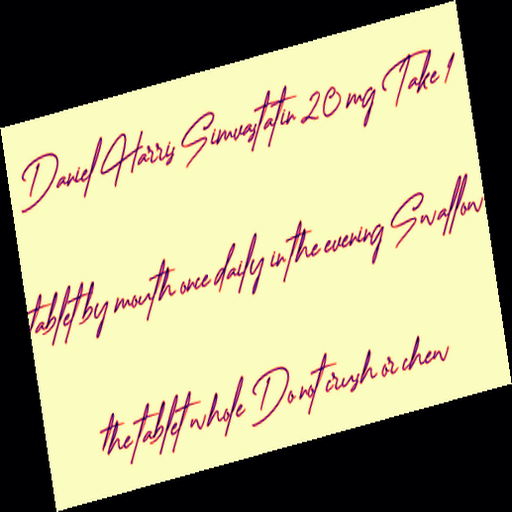 Daniel Harris Simvastatin 20 mg Take 1
tablet by mouth once daily in the evening Swallow
the tablet whole Do not crush or chew